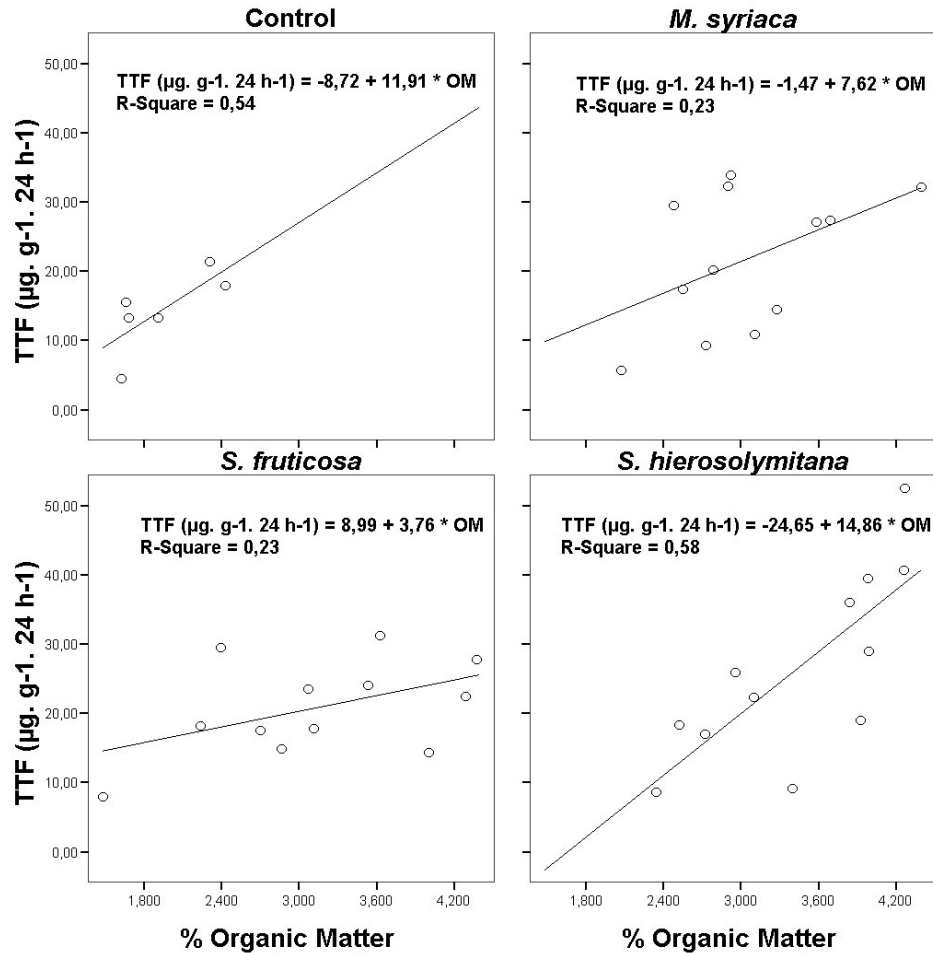 Control
M. syriaca
TTF (µg. g-1. 24 h-1) = -8,72 + 11,91 * OM
R-Square = 0,54
TTF (µg. g-1. 24 h-1) = -1,47 + 7,62 * OM
R-Square = 0,23
TTF (µg. g-1. 24 h-1)
50,00
40,00
30,00
20,00
10,00
0,00
S. fruticosa
S. hierosolymitana
TTF (µg. g-1. 24 h-1) = 8,99 + 3,76 * OM
R-Square = 0,23
TTF (µg. g-1. 24 h-1) = -24,65 + 14,86 * OM
R-Square = 0,58
TTF (µg. g-1. 24 h-1)
50,00
40,00
30,00
20,00
10,00
0,00
1,800 2,400 3,000 3,600 4,200
1,800 2,400 3,000 3,600 4,200
% Organic Matter
% Organic Matter